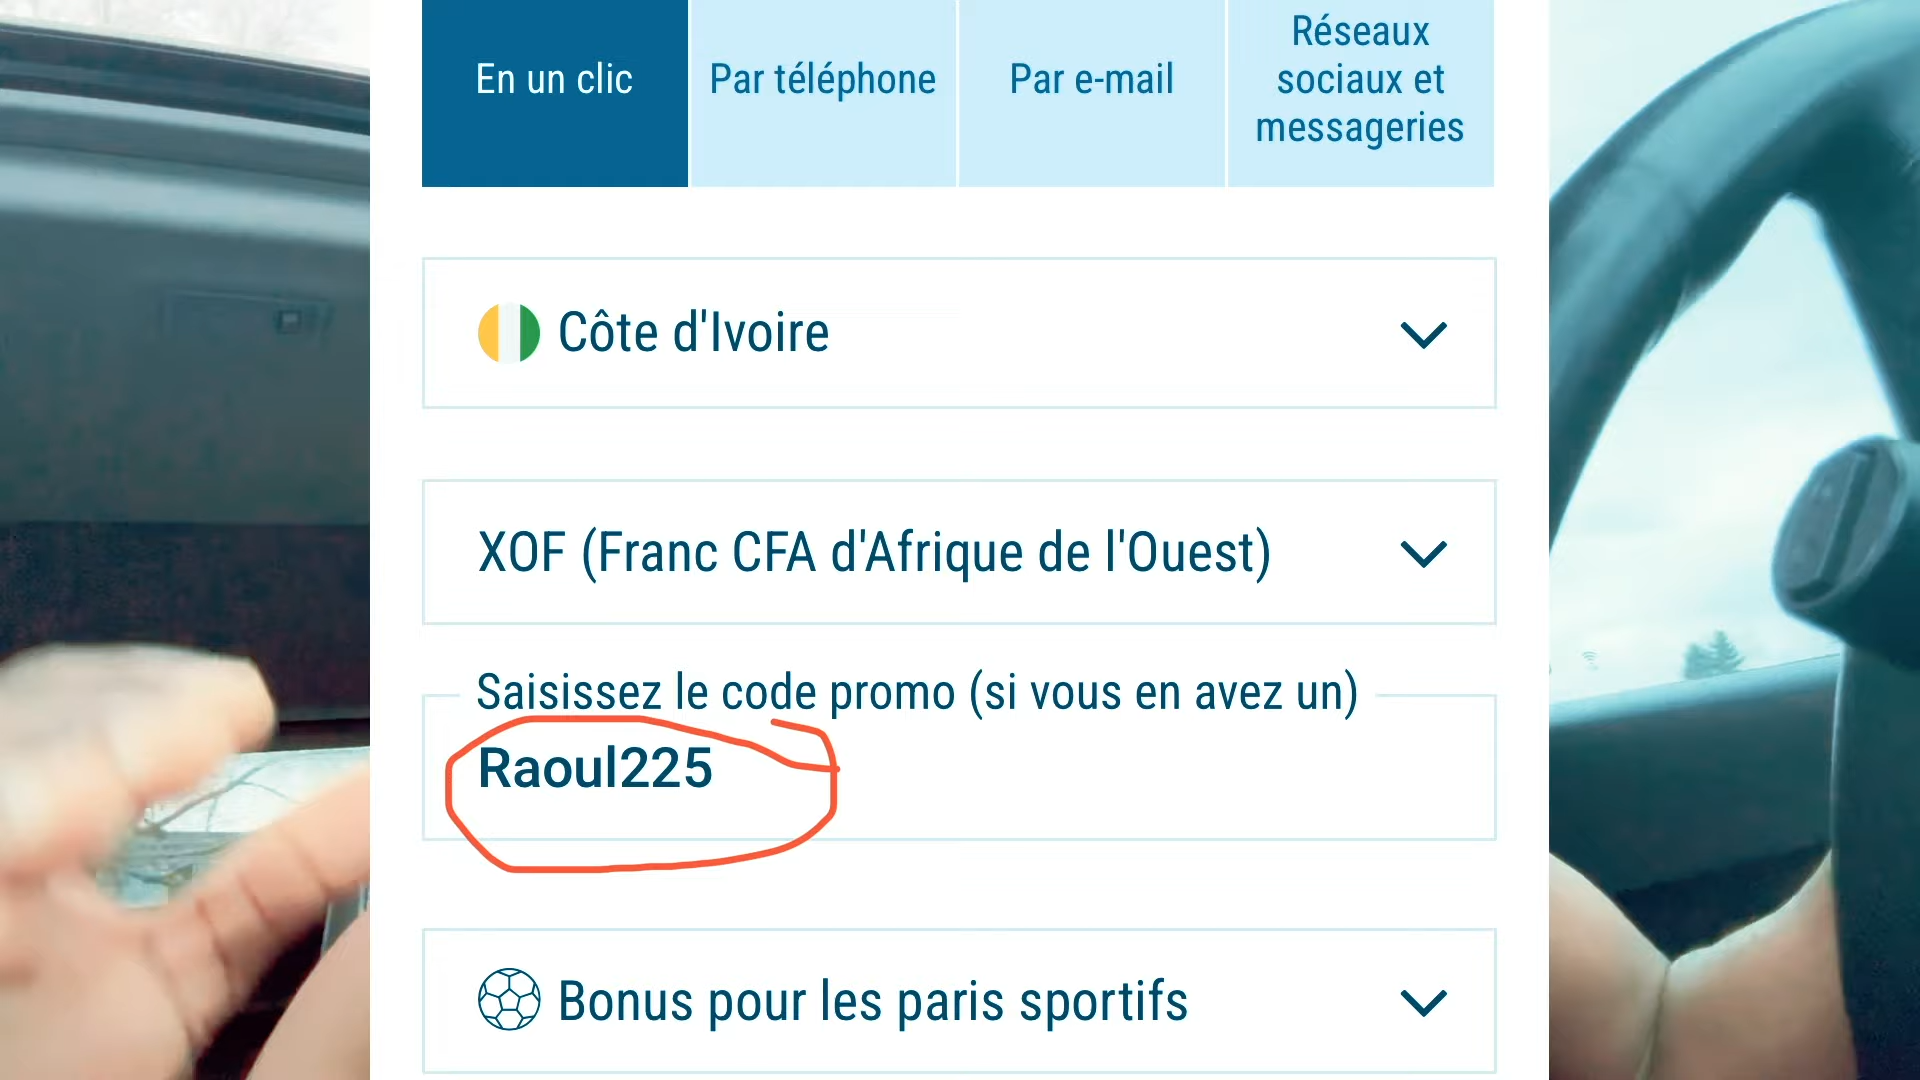 En un clic
Par téléphone
Par e-mail
Réseaux
sociaux et
messageries
Côte d'Ivoire
XOF (Franc CFA d'Afrique de l'Ouest)
Saisissez le code promo (si vous en avez un)
Raoul225
Bonus pour les paris sportifs